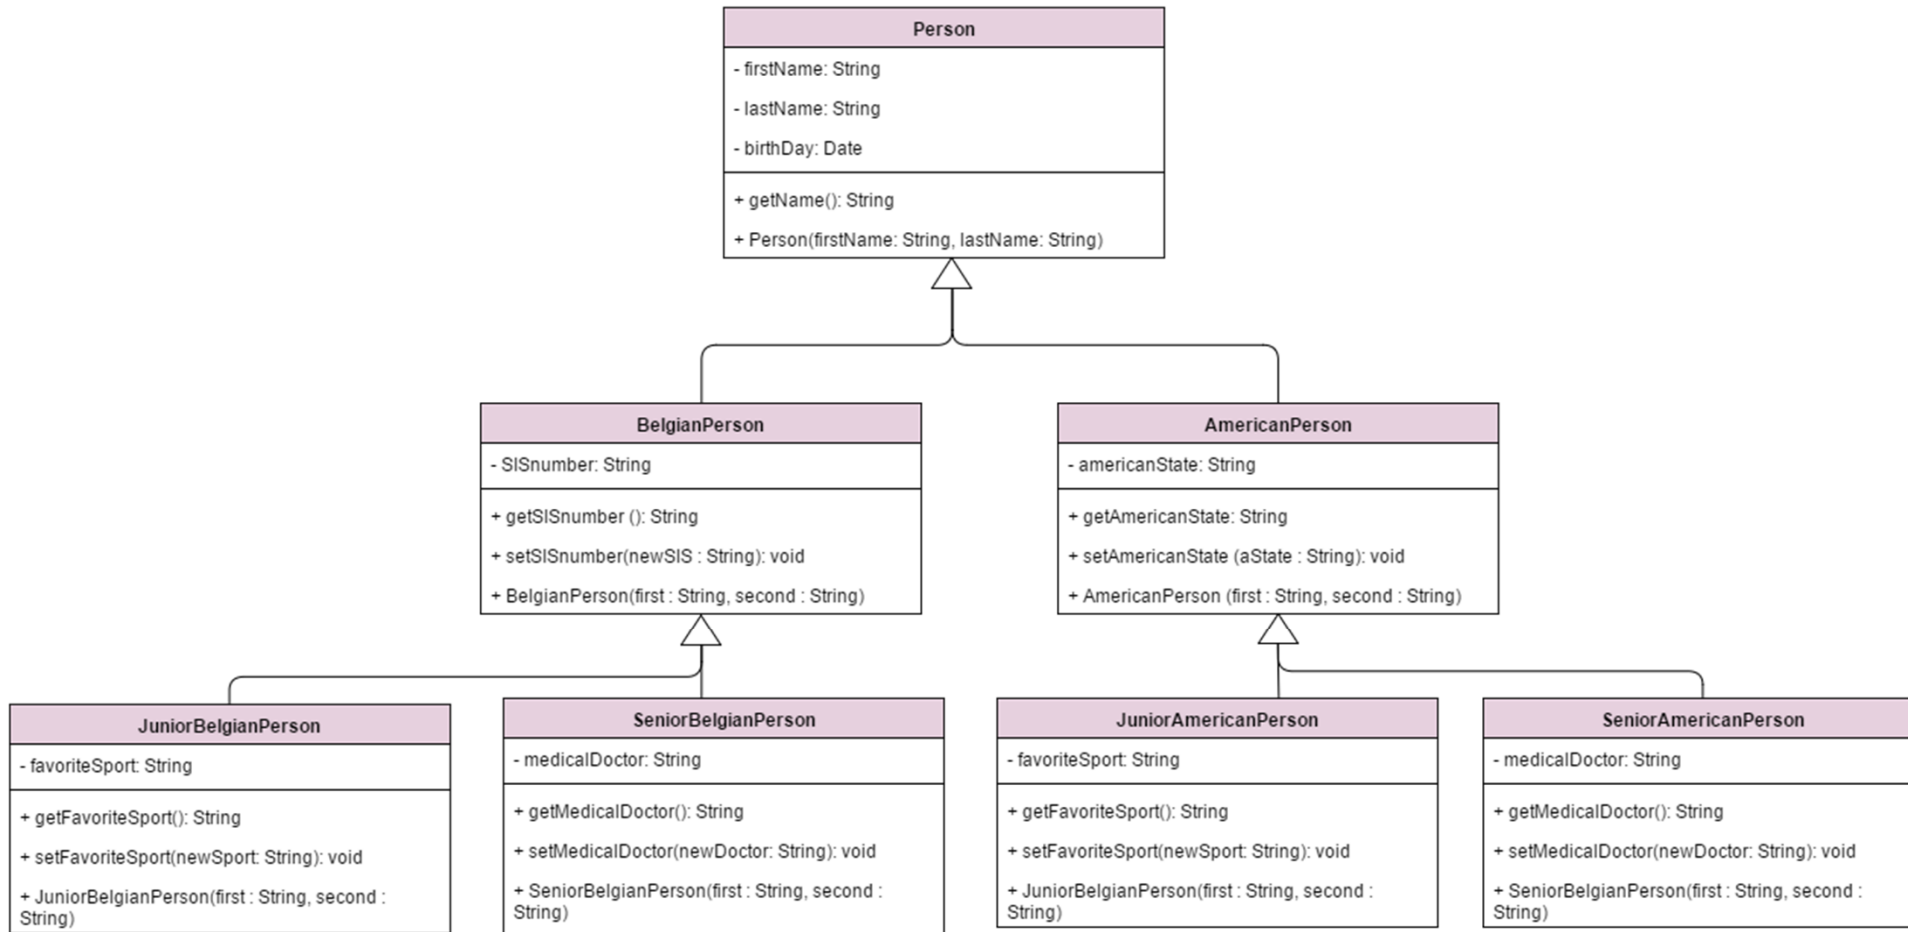 Person
- firstName: String
- lastName: String
- birthDay: Date
+ getName(): String
+ Person(firstName: String, lastName: String)
BelgianPerson
- SISnumber: String
+ getSISnumber (): String
+ setSISnumber(newSIS : String): void
+ BelgianPerson(first : String, second : String)
AmericanPerson
- americanState: String
+ getAmericanState: String
+ setAmericanState (aState : String): void
+ AmericanPerson (first : String, second : String)
JuniorBelgianPerson
- favoriteSport: String
+ getFavoriteSport(): String
+ setFavoriteSport(newSport: String): void
+ JuniorBelgianPerson(first : String, second :
String)
SeniorBelgianPerson
- medicalDoctor: String
+ getMedicalDoctor(): String
+ setMedicalDoctor(newDoctor: String): void
+ SeniorBelgianPerson(first : String, second :
String)
JuniorAmericanPerson
- favoriteSport: String
+ getFavoriteSport(): String
+ setFavoriteSport(newSport: String): void
+ JuniorBelgianPerson(first : String, second :
String)
SeniorAmericanPerson
- medicalDoctor: String
+ getMedicalDoctor(): String
+ setMedicalDoctor(newDoctor: String): void
+ SeniorBelgianPerson(first : String, second :
String)